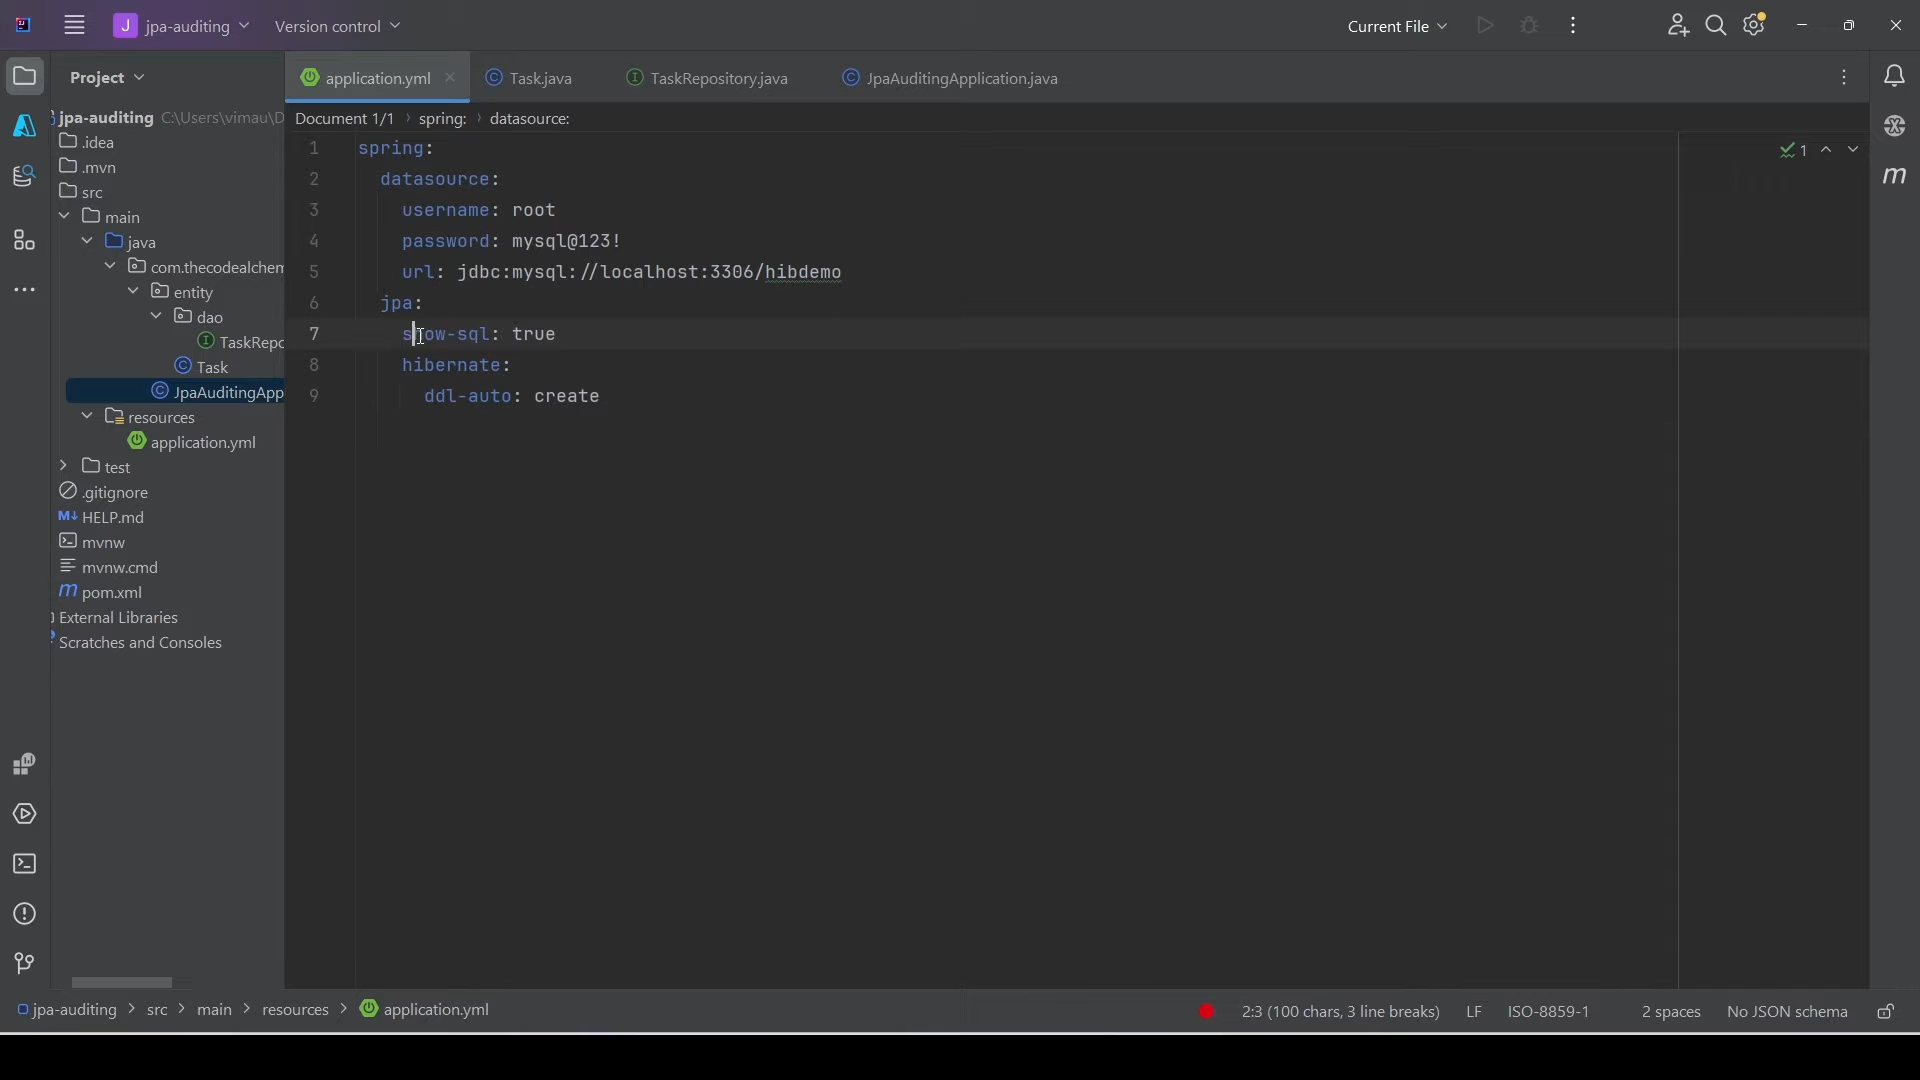 J jpa-auditing Version control Current File
Project
application.yml Task.java TaskRepository.java JpaAuditingApplication.java
Document 1/1 spring: datasource:
jpa-auditing C:\Users\vimau\D
.idea
.mvn
src
main
java
com.thecodealchem
entity
dao
TaskRepo
Task
JpaAuditingApp
resources
application.yml
test
.gitignore
M↓ HELP.md
mvnw
mvnw.cmd
m pom.xml
External Libraries
Scratches and Consoles
1 spring:
2 datasource:
3 username: root
4 password: mysql@123!
5 url: jdbc:mysql://localhost:3306/hibdemo
6 jpa:
7 show-sql: true
8 hibernate:
9 ddl-auto: create
1
m
jpa-auditing src main resources application.yml
2:3 (100 chars, 3 line breaks) LF ISO-8859-1 2 spaces No JSON schema